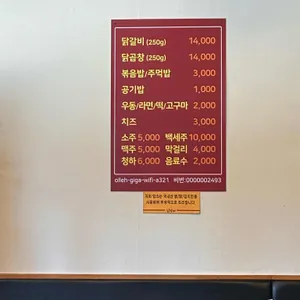 닭갈비 (250g) 14,000
닭곱창 (250g) 14,000
볶음밥/주먹밥 3,000
공기밥 1,000
우동/라면/떡/고구마 2,000
치즈 3,000
소주 5,000 백세주 10,000
맥주 5,000 막걸리 4,000
청하 6,000 음료수 2,000
olleh-giga-wifi-a321 비번:0000002493